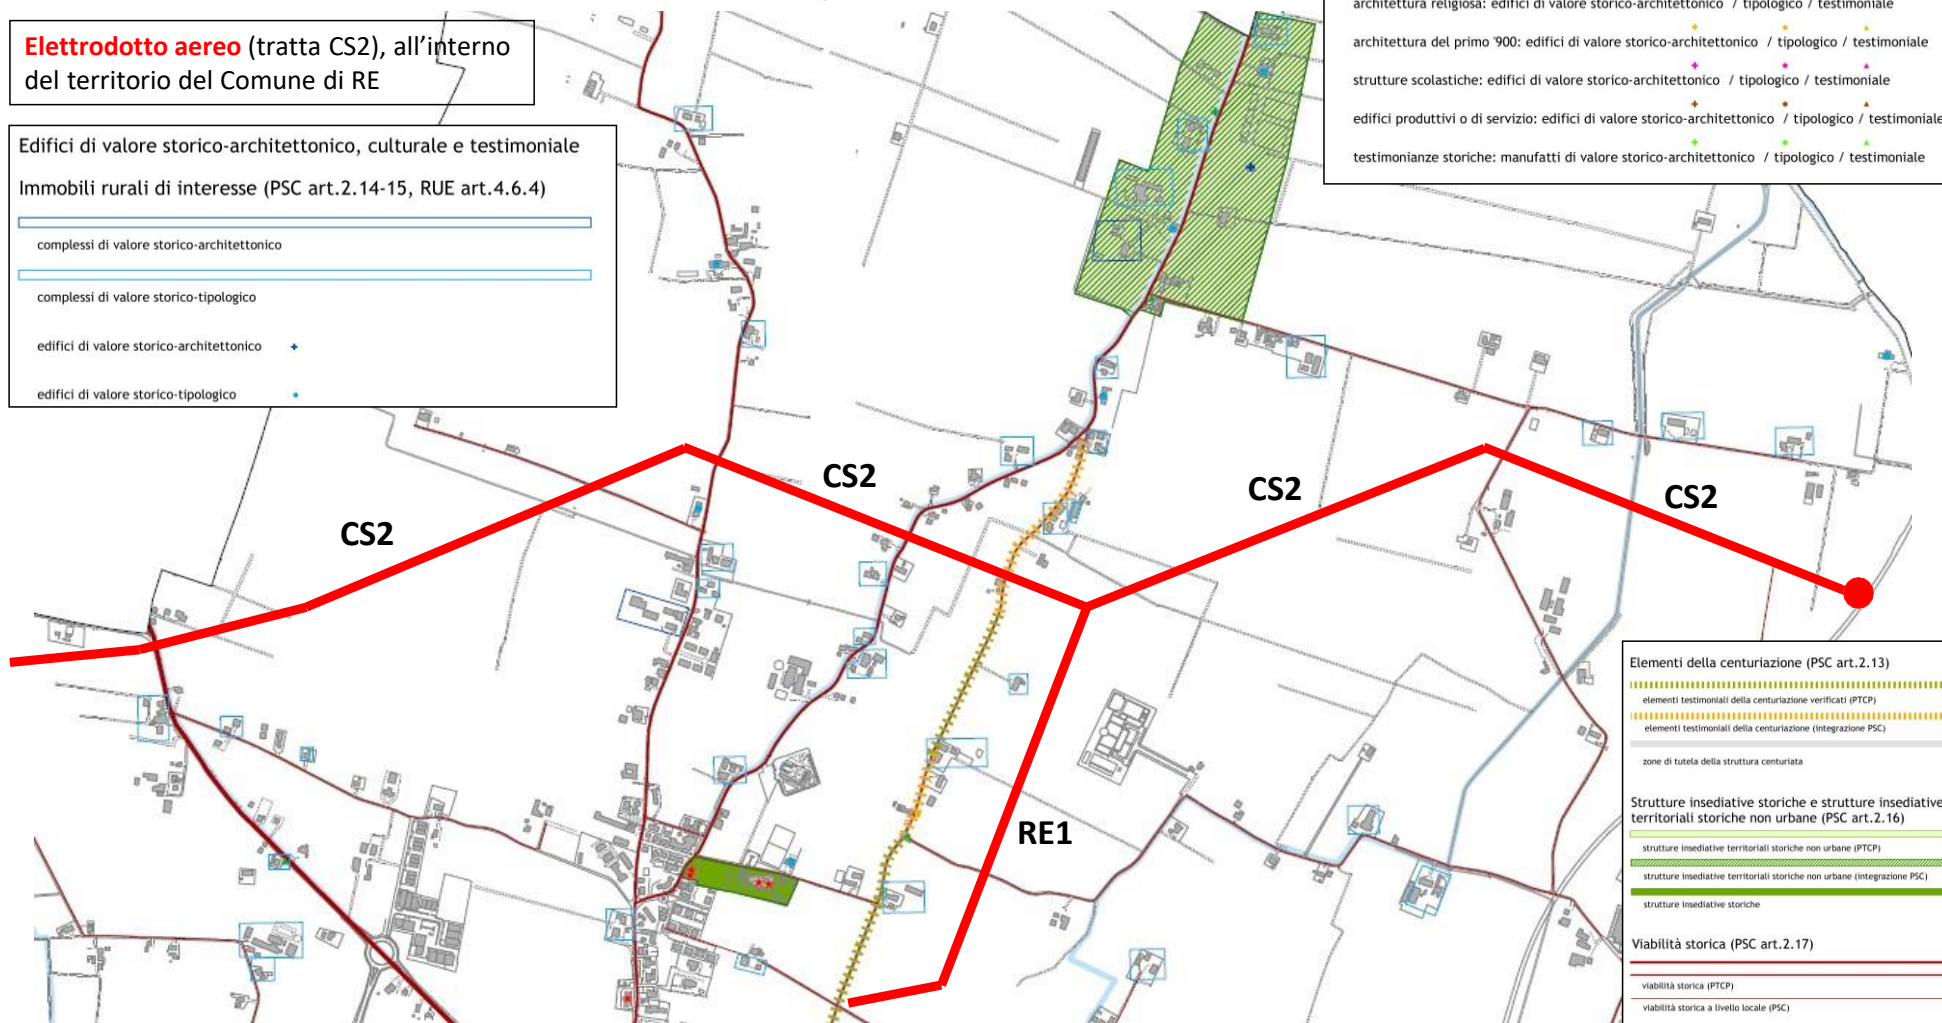 Elettrodotto aereo (tratta CS2), all'interno
del territorio del Comune di RE
Edifici di valore storico-architettonico, culturale e testimoniale
Immobili rurali di interesse (PSC art.2.14-15, RUE art.4.6.4)
complessi di valore storico-architettonico
complessi di valore storico-tipologico
edifici di valore storico-architettonico
edifici di valore storico-tipologico
architettura religiosa: edifici di valore storico-architettonico / tipologico / testimoniale
architettura del primo '900: edifici di valore storico-architettonico / tipologico / testimoniale
strutture scolastiche: edifici di valore storico-architettonico / tipologico / testimoniale
edifici produttivi o di servizio: edifici di valore storico-architettonico / tipologico / testimoniale
testimonianze storiche: manufatti di valore storico-architettonico / tipologico / testimoniale
CS2
CS2
CS2
CS2
RE1
Elementi della centuriazione (PSC art.2.13)
elementi testimoniali della centuriazione verificati (PTCP)
elementi testimoniali della centuriazione (integrazione PSC)
zone di tutela della struttura centuriata
Strutture insediative storiche e strutture insediative
territoriali storiche non urbane (PSC art.2.16)
strutture insediative territoriali storiche non urbane (PTCP)
strutture insediative territoriali storiche non urbane (integrazione PSC)
strutture insediative storiche
Viabilità storica (PSC art.2.17)
viabilità storica (PTCP)
viabilità storica a livello locale (PSC)